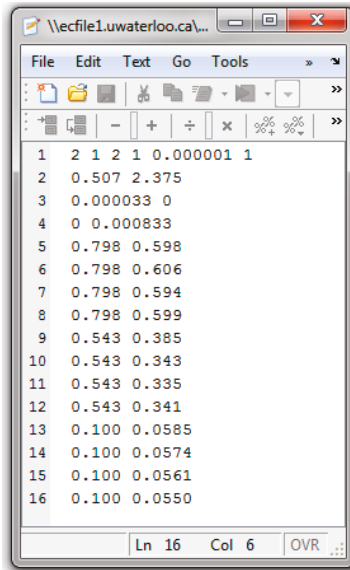 \\ecfile1.uwaterloo.ca\...
File Edit Text Go Tools »
1 2 1 2 1 0.000001 1
2 0.507 2.375
3 0.000033 0
4 0 0.000833
5 0.798 0.598
6 0.798 0.606
7 0.798 0.594
8 0.798 0.599
9 0.543 0.385
10 0.543 0.343
11 0.543 0.335
12 0.543 0.341
13 0.100 0.0585
14 0.100 0.0574
15 0.100 0.0561
16 0.100 0.0550
Ln 16 Col 6 OVR